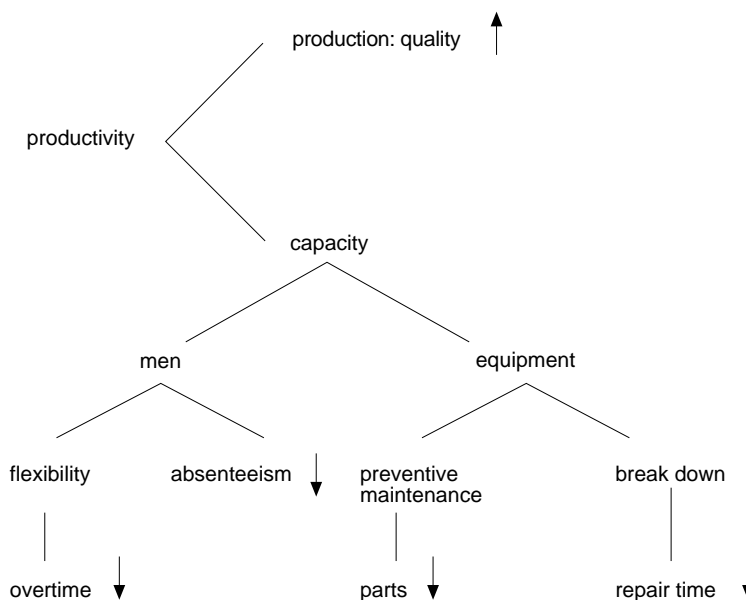 production: quality
productivity
capacity
men
equipment
flexibility
absenteeism
preventive
maintenance
break down
overtime
parts
repair time